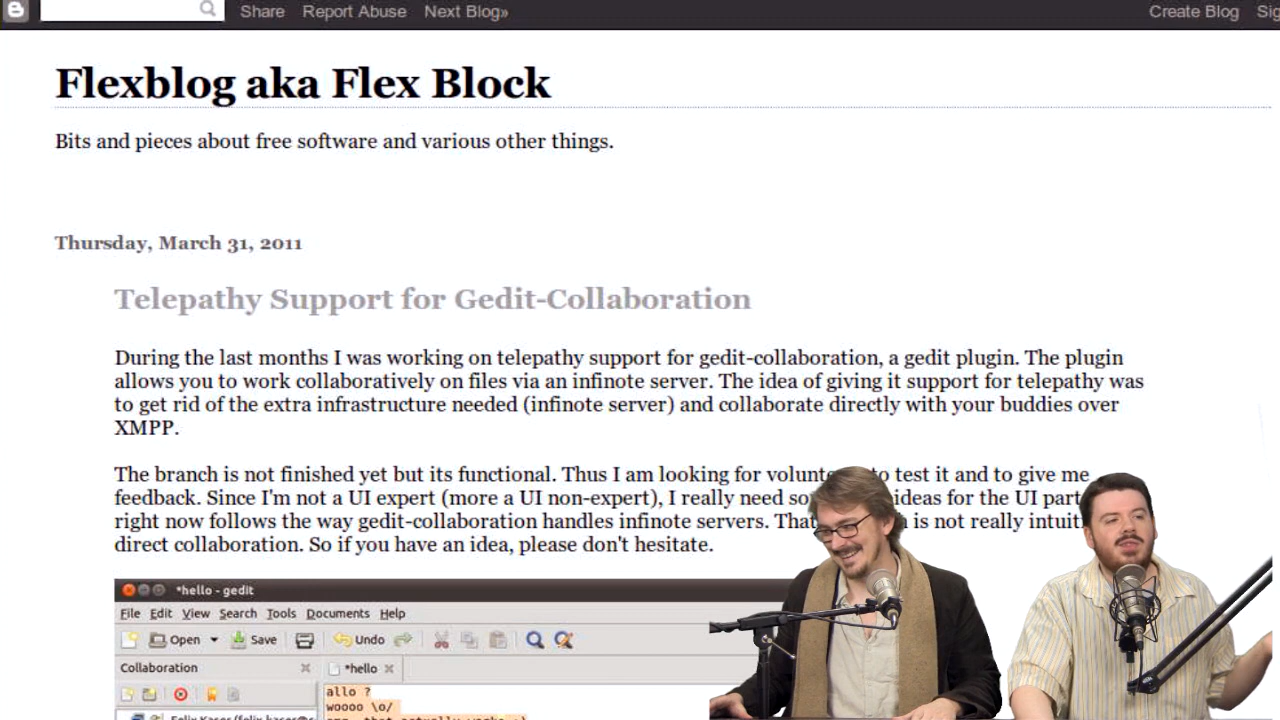 Share Report Abuse Next Blog» Create Blog
Flexblog aka Flex Block
Bits and pieces about free software and various other things.
Thursday, March 31, 2011
Telepathy Support for Gedit-Collaboration
During the last months I was working on telepathy support for gedit-collaboration, a gedit plugin. The plugin
allows you to work collaboratively on files via an infinote server. The idea of giving it support for telepathy was
to get rid of the extra infrastructure needed (infinote server) and collaborate directly with your buddies over
XMPP.
The branch is not finished yet but its functional. Thus I am looking for to test it and to give me
feedback. Since I'm not a UI expert (more a UI non-expert), I really need ideas for the UI part
right now follows the way gedit-collaboration handles infinote servers. is not really
direct collaboration. So if you have an idea, please don't hesitate.
*hello - gedit
File Edit View Search Tools Documents Help
Open Save Undo
Collaboration *hello
allo ?
woooo \o/